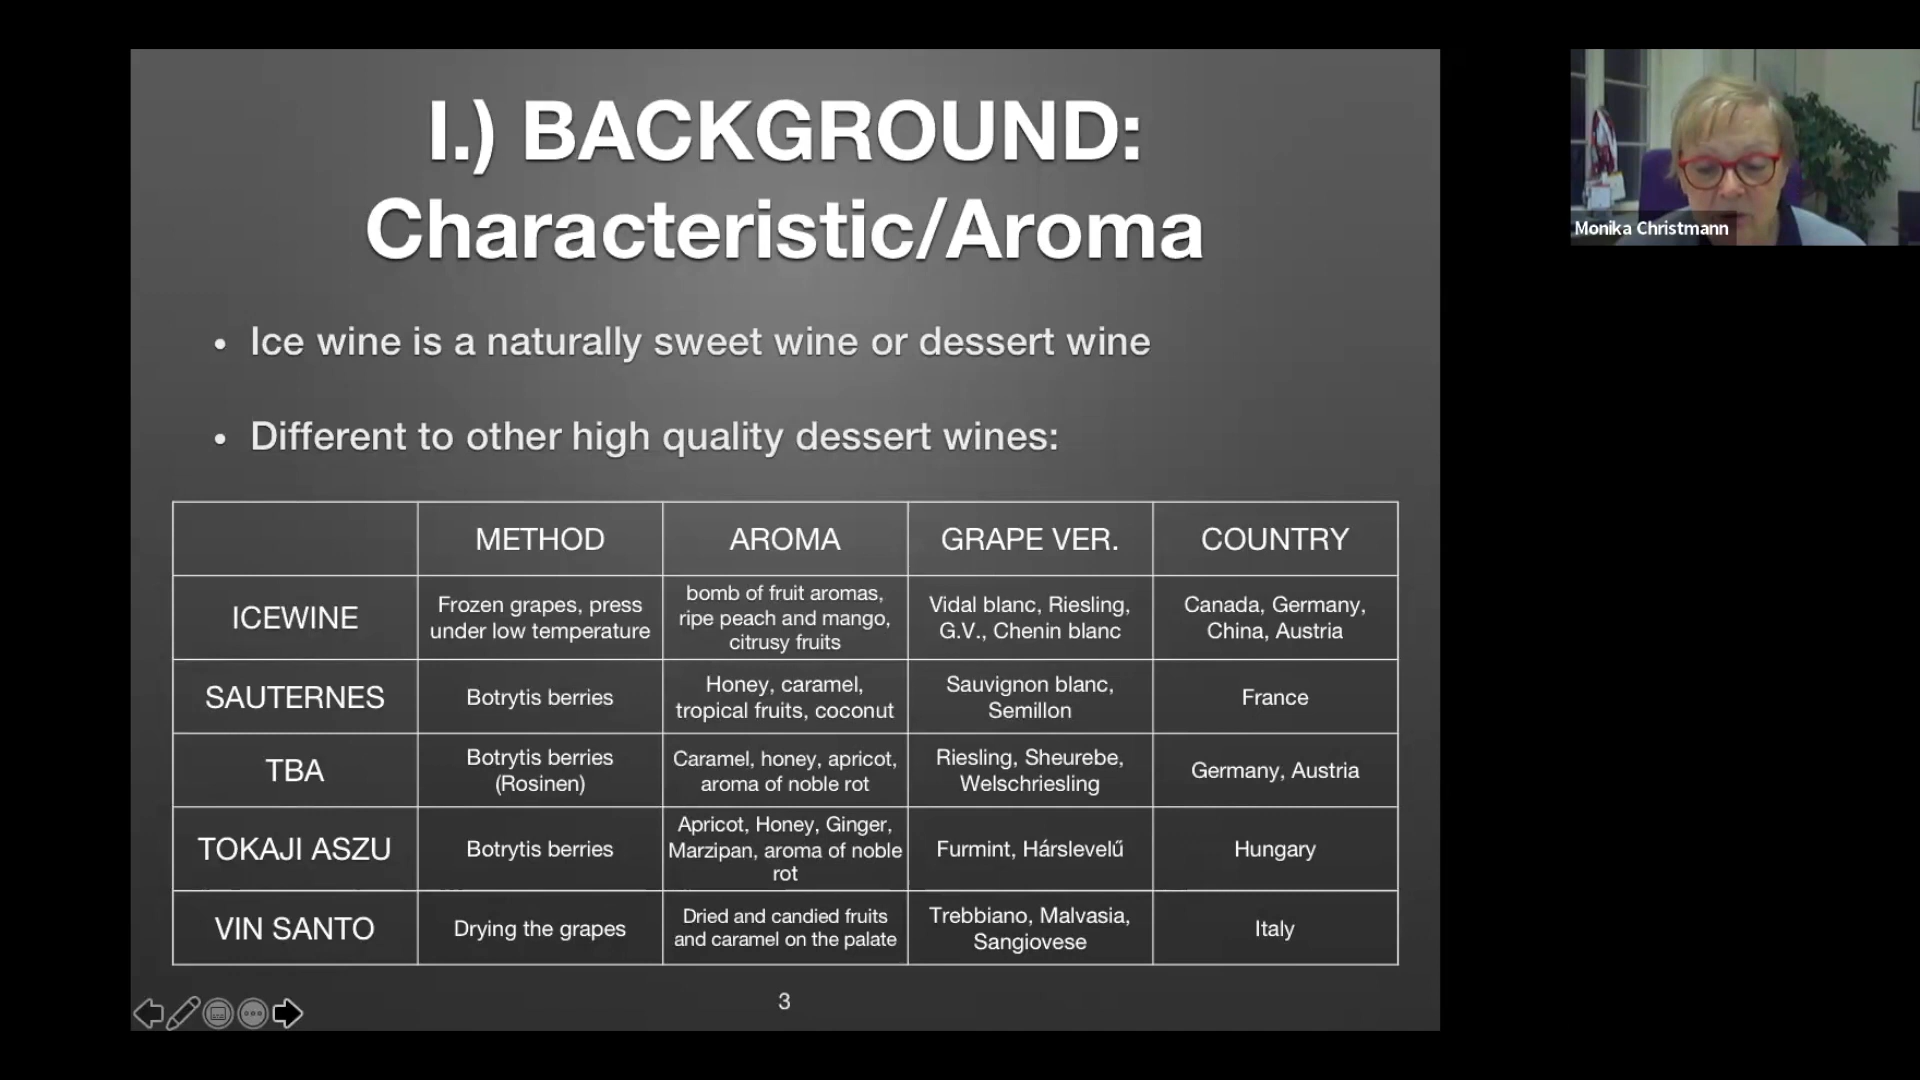 I.) BACKGROUND:
Characteristic/Aroma
Monika Christmann
• Ice wine is a naturally sweet wine or dessert wine
• Different to other high quality dessert wines:
METHOD
AROMA
GRAPE VER.
COUNTRY
ICEWINE
Frozen grapes, press
under low temperature
bomb of fruit aromas,
ripe peach and mango,
citrusy fruits
Vidal blanc, Riesling,
G.V., Chenin blanc
Canada, Germany,
China, Austria
SAUTERNES
Botrytis berries
Honey, caramel,
tropical fruits, coconut
Sauvignon blanc,
Semillon
France
TBA
Botrytis berries
(Rosinen)
Caramel, honey, apricot,
aroma of noble rot
Riesling, Sheurebe,
Welschriesling
Germany, Austria
TOKAJI ASZU
Botrytis berries
Apricot, Honey, Ginger,
Marzipan, aroma of noble
rot
Furmint, Hárslevelű
Hungary
VIN SANTO
Drying the grapes
Dried and candied fruits
and caramel on the palate
Trebbiano, Malvasia,
Sangiovese
Italy
3